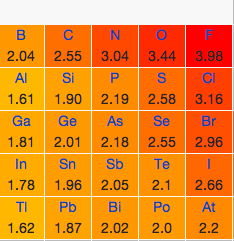 B C N O F
2.04 2.55 3.04 3.44 3.98
Al Si P S Cl
1.61 1.90 2.19 2.58 3.16
Ga Ge As Se Br
1.81 2.01 2.18 2.55 2.96
In Sn Sb Te I
1.78 1.96 2.05 2.1 2.66
Tl Pb Bi Po At
1.62 1.87 2.02 2.0 2.2